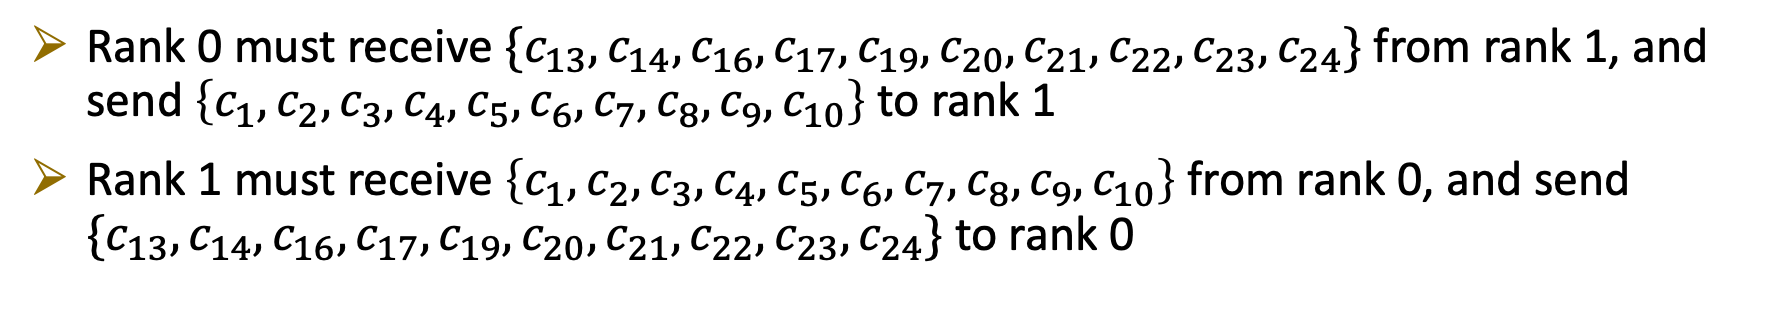 ➢ Rank 0 must receive {c₁₃, c₁₄, c₁₆, c₁₇, c₁₉, c₂₀, c₂₁, c₂₂, c₂₃, c₂₄} from rank 1, and
send {c₁, c₂, c₃, c₄, c₅, c₆, c₇, c₈, c₉, c₁₀} to rank 1
➢ Rank 1 must receive {c₁, c₂, c₃, c₄, c₅, c₆, c₇, c₈, c₉, c₁₀} from rank 0, and send
{c₁₃, c₁₄, c₁₆, c₁₇, c₁₉, c₂₀, c₂₁, c₂₂, c₂₃, c₂₄} to rank 0